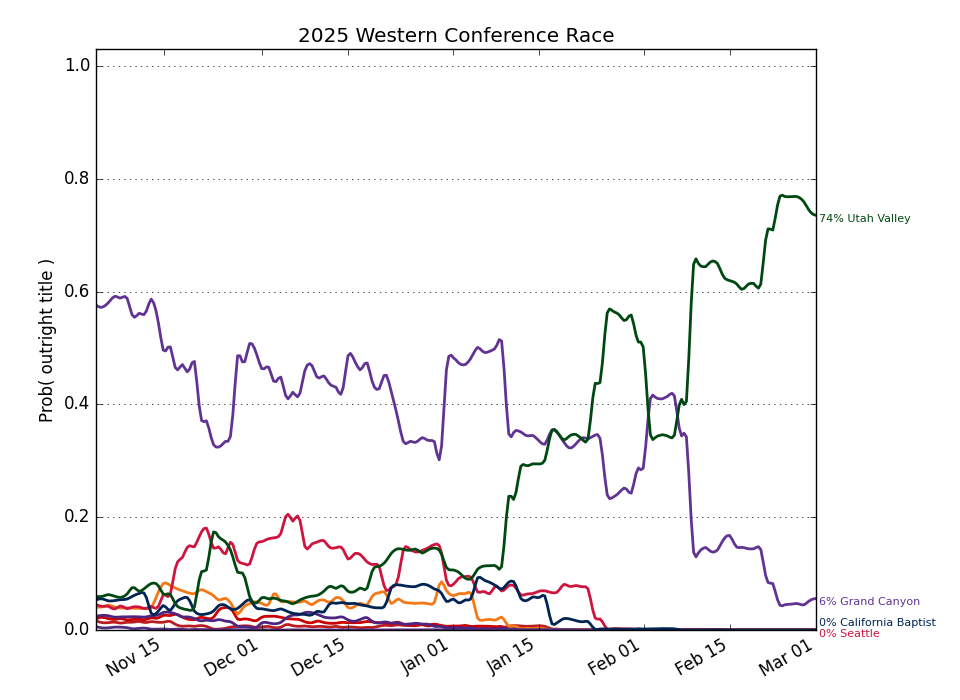 2025 Western Conference Race
Prob( outright title )
1.0
0.8
0.6
0.4
0.2
0.0
74% Utah Valley
6% Grand Canyon
0% California Baptist
0% Seattle
Nov 15
Dec 01
Dec 15
Jan 01
Jan 15
Feb 01
Feb 15
Mar 01